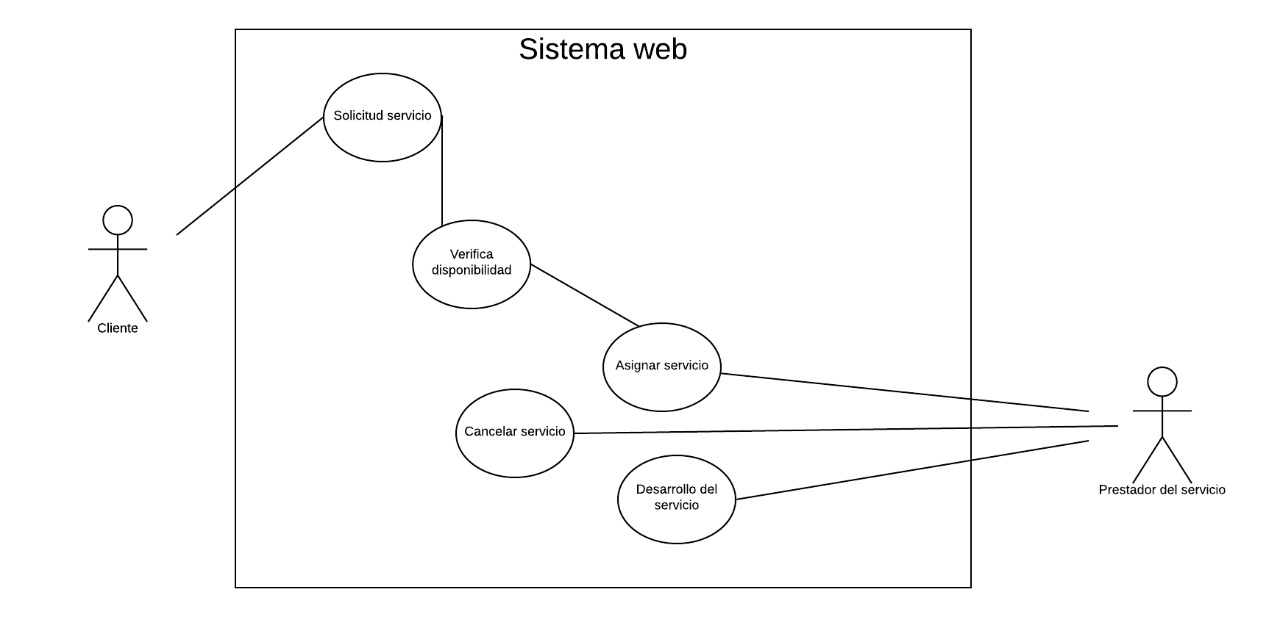 Sistema web
Solicitud servicio
Verifica
disponibilidad
Cliente
Asignar servicio
Cancelar servicio
Desarrollo del
servicio
Prestador del servicio